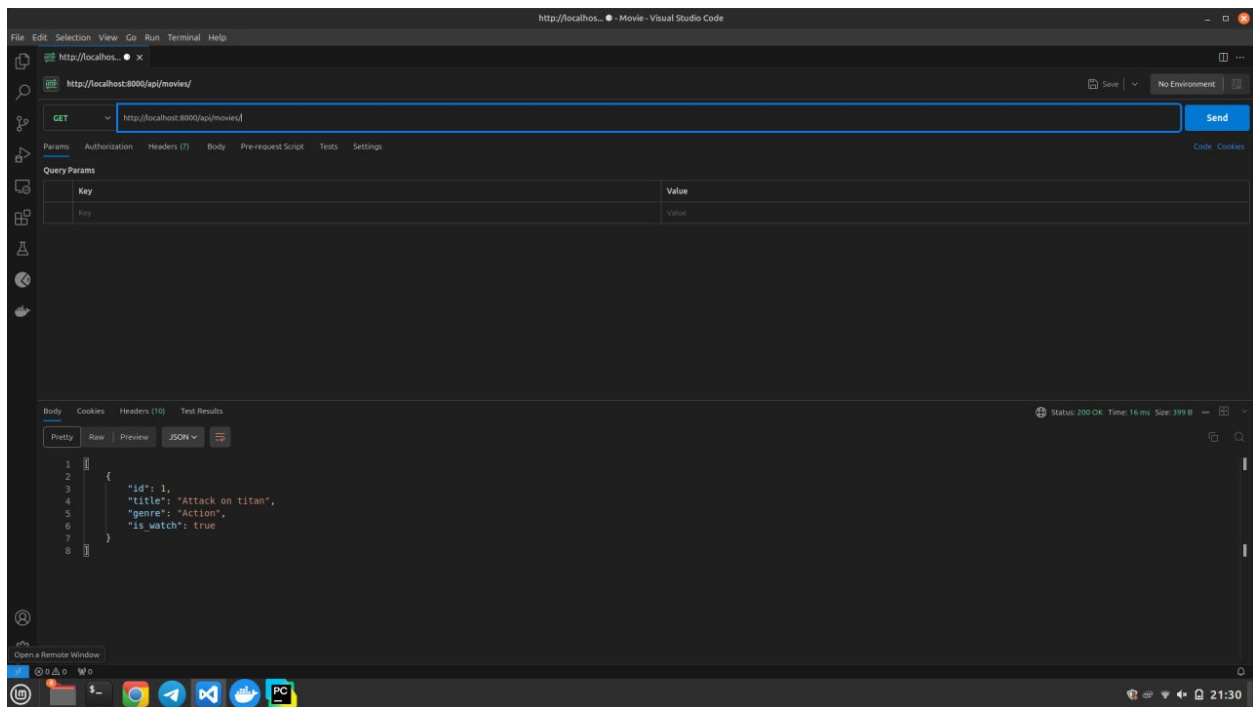 http://localhos... ● - Movie - Visual Studio Code
File Edit Selection View Go Run Terminal Help
http://localhos... ●
HTTP http://localhost:8000/api/movies/ Save No Environment
GET http://localhost:8000/api/movies/ Send
Params Authorization Headers (7) Body Pre-request Script Tests Settings Code Cookies
Query Params
Key Value
Key Value
Body Cookies Headers (10) Test Results Status: 200 OK Time: 16 ms Size: 399 B
Pretty Raw Preview JSON
1 [
2 {
3 "id": 1,
4 "title": "Attack on titan",
5 "genre": "Action",
6 "is_watch": true
7 }
8 ]
Open a Remote Window
0 0 0
$_ PC 21:30